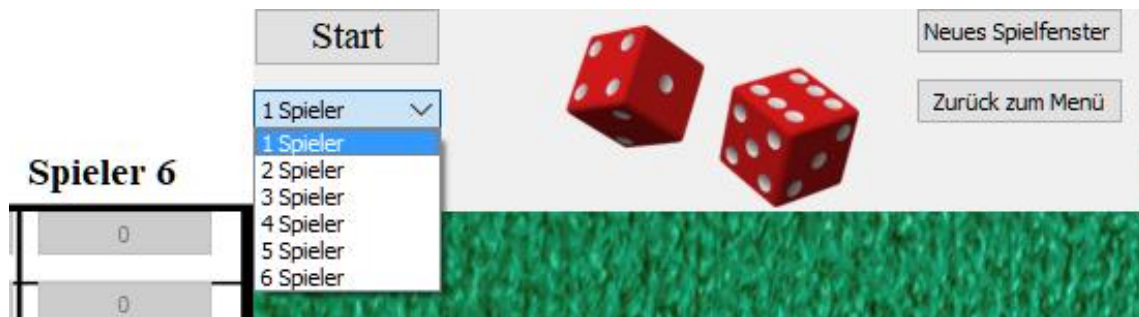 Start
Neues Spielfenster
1 Spieler
Zurück zum Menü
1 Spieler
2 Spieler
3 Spieler
4 Spieler
5 Spieler
6 Spieler
Spieler 6
0
0